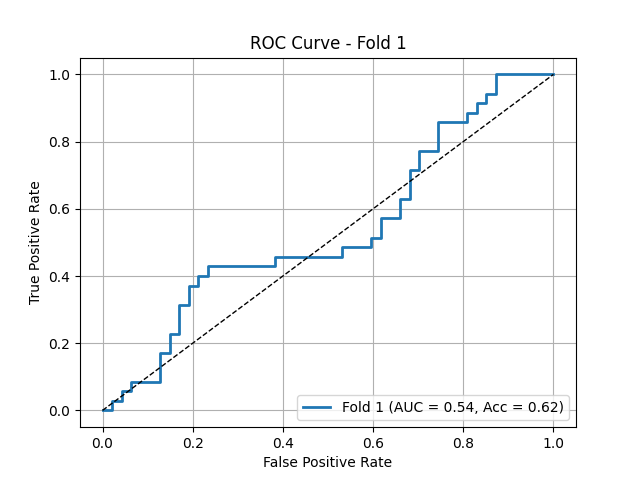 ROC Curve - Fold 1
1.0
0.8
0.6
0.4
0.2
0.0
True Positive Rate
Fold 1 (AUC = 0.54, Acc = 0.62)
0.0 0.2 0.4 0.6 0.8 1.0
False Positive Rate